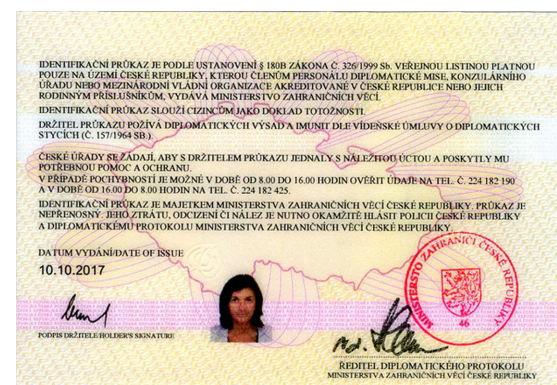 IDENTIFIKAČNÍ PRŮKAZ JE PODLE USTANOVENÍ § 180B ZÁKONA Č. 326/1999 Sb. VEŘEJNOU LISTINOU PLATNOU
POUZE NA ÚZEMÍ ČESKÉ REPUBLIKY, KTEROU ČLENŮM PERSONÁLU DIPLOMATICKÉ MISE, KONZULÁRNÍHO
ÚŘADU NEBO MEZINÁRODNÍ VLÁDNÍ ORGANIZACE AKREDITOVANÉ V ČESKÉ REPUBLICE NEBO JEJICH
RODINNÝM PŘÍSLUŠNÍKŮM, VYDÁVÁ MINISTERSTVO ZAHRANIČNÍCH VĚCÍ.
IDENTIFIKAČNÍ PRŮKAZ SLOUŽÍ CIZINCŮM JAKO DOKLAD TOTOŽNOSTI.
DRŽITEL PRŮKAZU POŽÍVÁ DIPLOMATICKÝCH VÝSAD A IMUNIT DLE VÍDEŇSKÉ ÚMLUVY O DIPLOMATICKÝCH
STYCÍCH (Č. 157/1964 SB.)
ČESKÉ ÚŘADY SE ŽÁDAJÍ, ABY S DRŽITELEM PRŮKAZU JEDNALY S NÁLEŽITOU ÚCTOU A POSKYTLY MU
POTŘEBNOU POMOC A OCHRANU.
V PŘÍPADĚ POCHYBNOSTÍ JE MOŽNÉ V DOBĚ OD 8.00 DO 16.00 HODIN OVĚŘIT ÚDAJE NA TEL. Č. 224 182 190
A V DOBĚ OD 16.00 DO 8.00 HODIN NA TEL. Č. 224 182 425.
IDENTIFIKAČNÍ PRŮKAZ JE MAJETKEM MINISTERSTVA ZAHRANIČNÍCH VĚCÍ ČESKÉ REPUBLIKY. PRŮKAZ JE
NEPŘENOSNÝ. JEHO ZTRÁTU, ODCIZENÍ ČI NÁLEZ JE NUTNO OKAMŽITĚ HLÁSIT POLICII ČESKÉ REPUBLIKY
A DIPLOMATICKÉMU PROTOKOLU MINISTERSTVA ZAHRANIČNÍCH VĚCÍ ČESKÉ REPUBLIKY.
DATUM VYDÁNÍ/DATE OF ISSUE
10.10.2017
MINISTERSTVO ZAHRANIČÍ ČESKÉ REPUBLIKY
46
PODPIS DRŽITELE/HOLDER'S SIGNATURE
ŘEDITEL DIPLOMATICKÉHO PROTOKOLU
MINISTERSTVA ZAHRANIČNÍCH VĚCÍ ČESKÉ REPUBLIKY